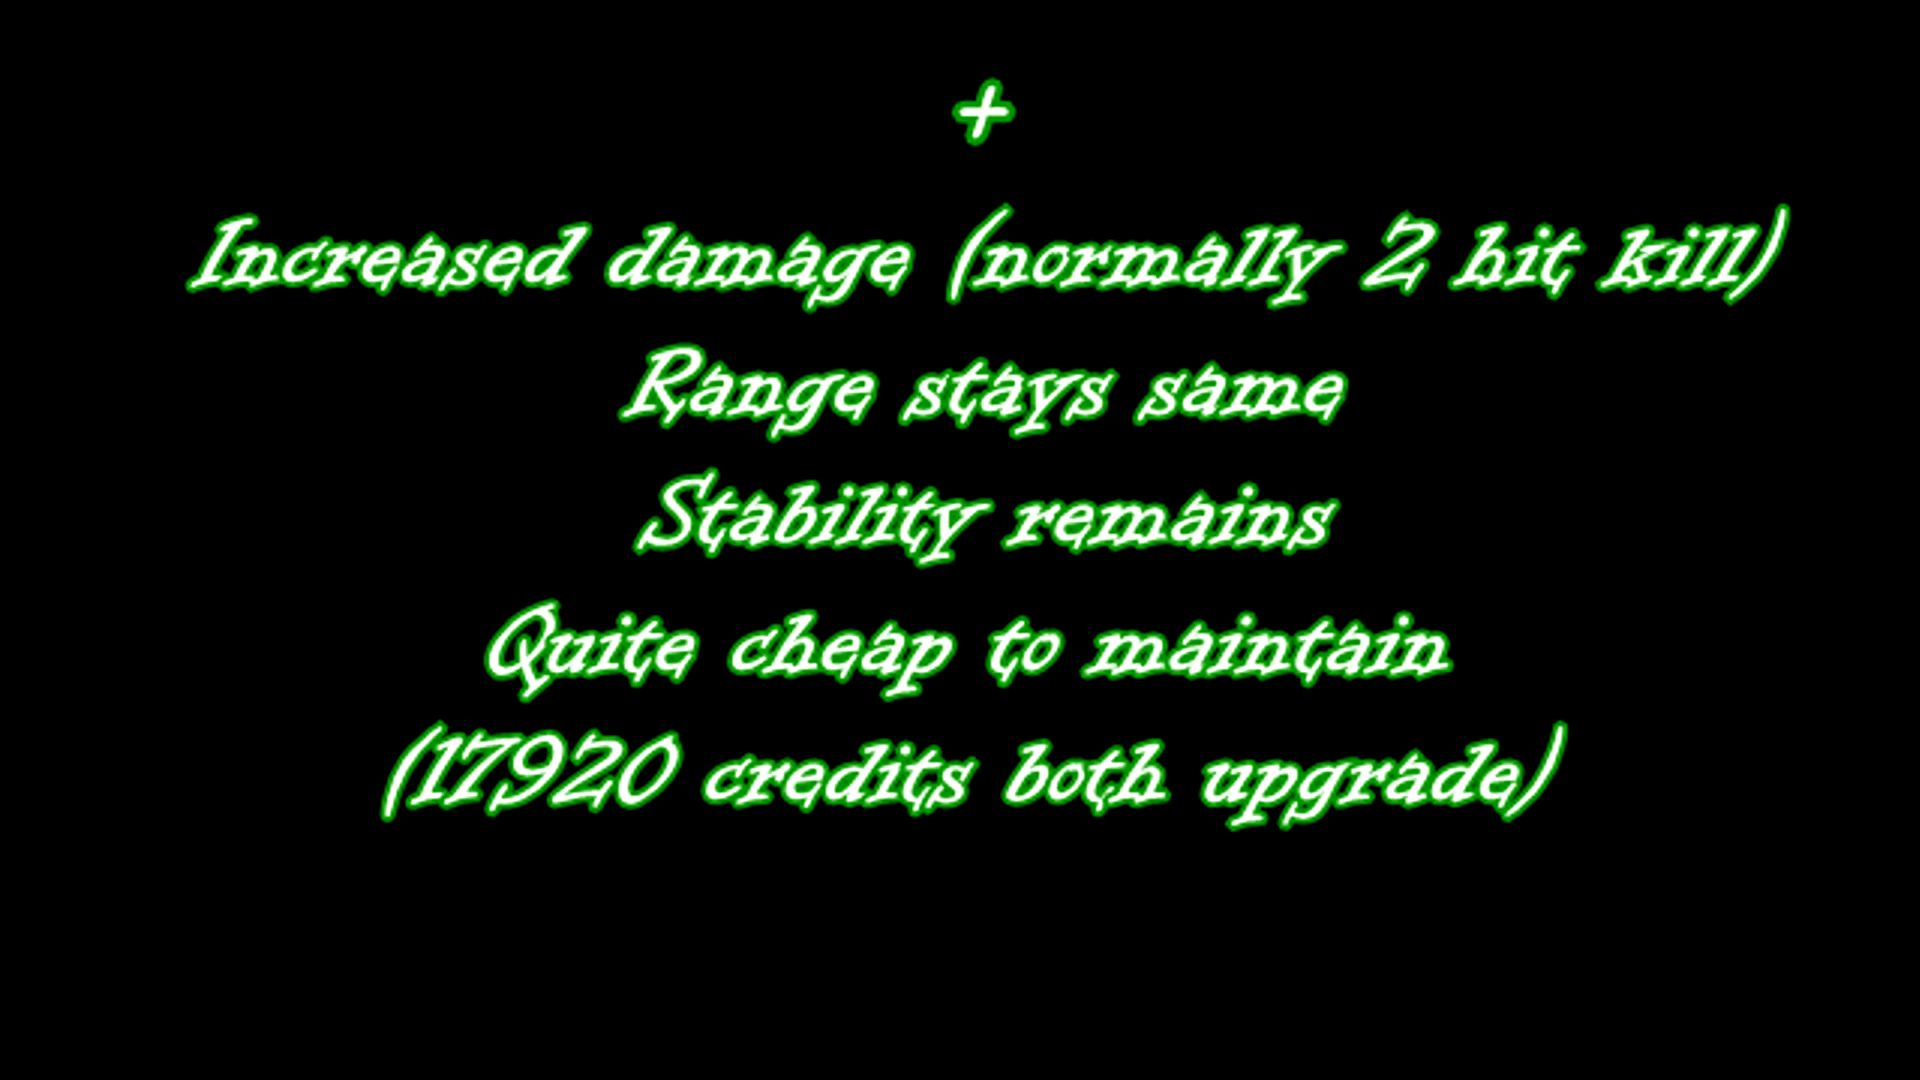 +
Increased damage (normally 2 hit kill)
Range stays same
Stability remains
Quite cheap to maintain
(17920 credits both upgrade)